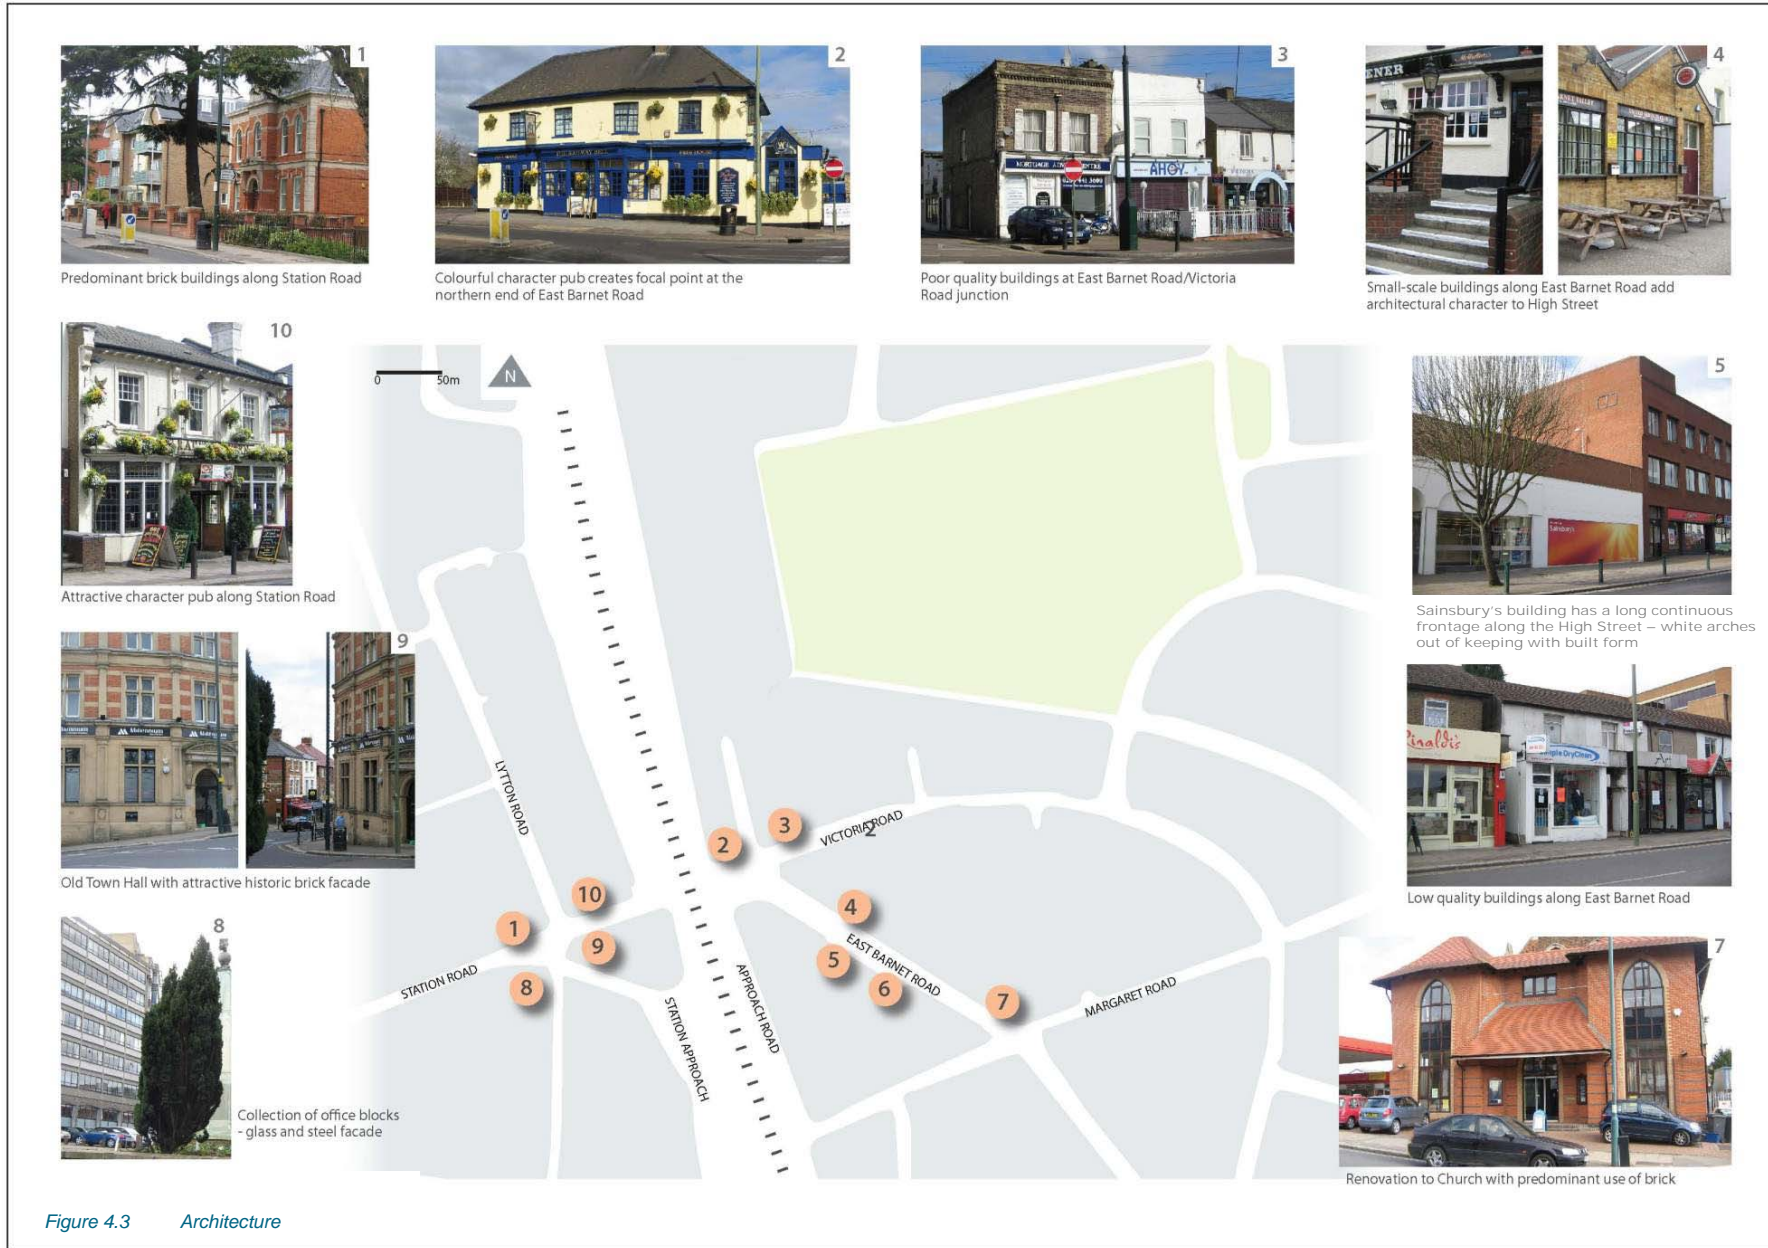 1
Predominant brick buildings along Station Road
2
Colourful character pub creates focal point at the
northern end of East Barnet Road
3
MORTGAGE
AHOY
Poor quality buildings at East Barnet Road/Victoria
Road junction
4
Small-scale buildings along East Barnet Road add
architectural character to High Street
10
Attractive character pub along Station Road
0 50m
N
5
Sainsbury's
Sainsbury's building has a long continuous
frontage along the High Street – white arches
out of keeping with built form
9
Old Town Hall with attractive historic brick facade
Rinaldi's
Low quality buildings along East Barnet Road
8
Collection of office blocks
- glass and steel facade
7
Renovation to Church with predominant use of brick
LYTTON ROAD
VICTORIA ROAD
2
2
3
10
1
9
8
4
5
6
7
STATION ROAD
STATION APPROACH
APPROACH ROAD
EAST BARNET ROAD
MARGARET ROAD
Figure 4.3 Architecture